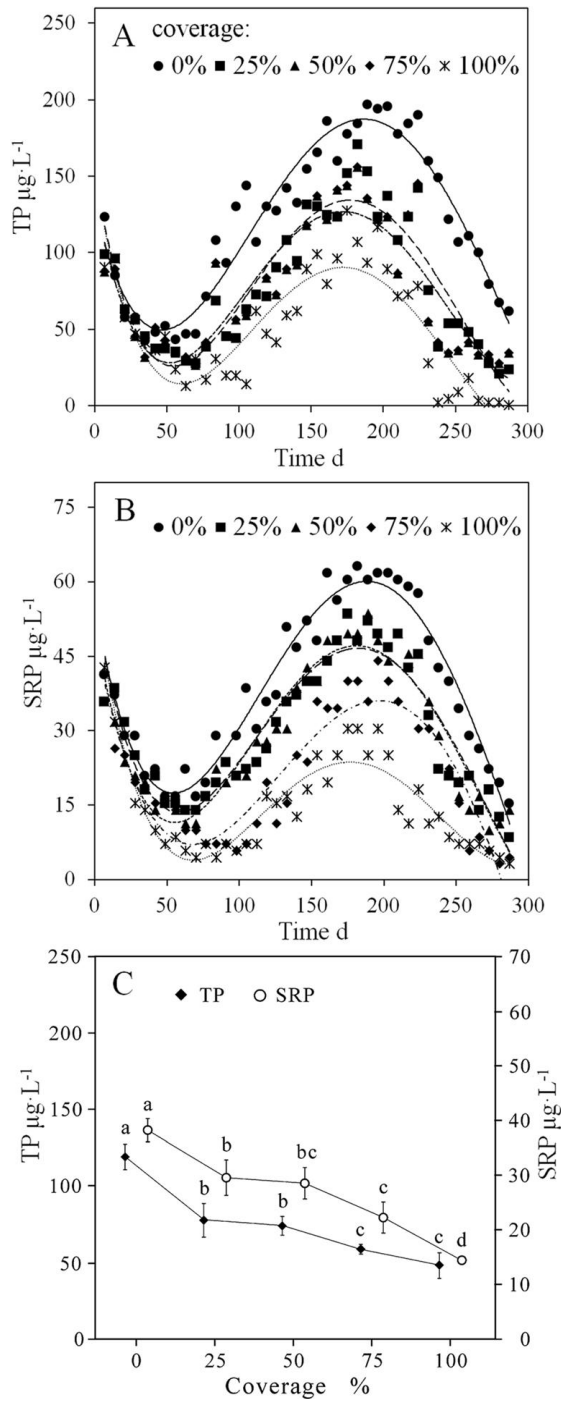 A
coverage:
0% 25% 50% 75% 100%
TP µg·L-1
250
200
150
100
50
0
0 50 100 150 200 250 300
Time d
B
0% 25% 50% 75% 100%
SRP µg·L-1
75
60
45
30
15
0
0 50 100 150 200 250 300
Time d
C
TP SRP
TP µg·L-1
250
200
150
100
50
0
SRP µg·L-1
70
60
50
40
30
20
10
0
a a
b bc
b b c
c c d
0 25 50 75 100
Coverage %